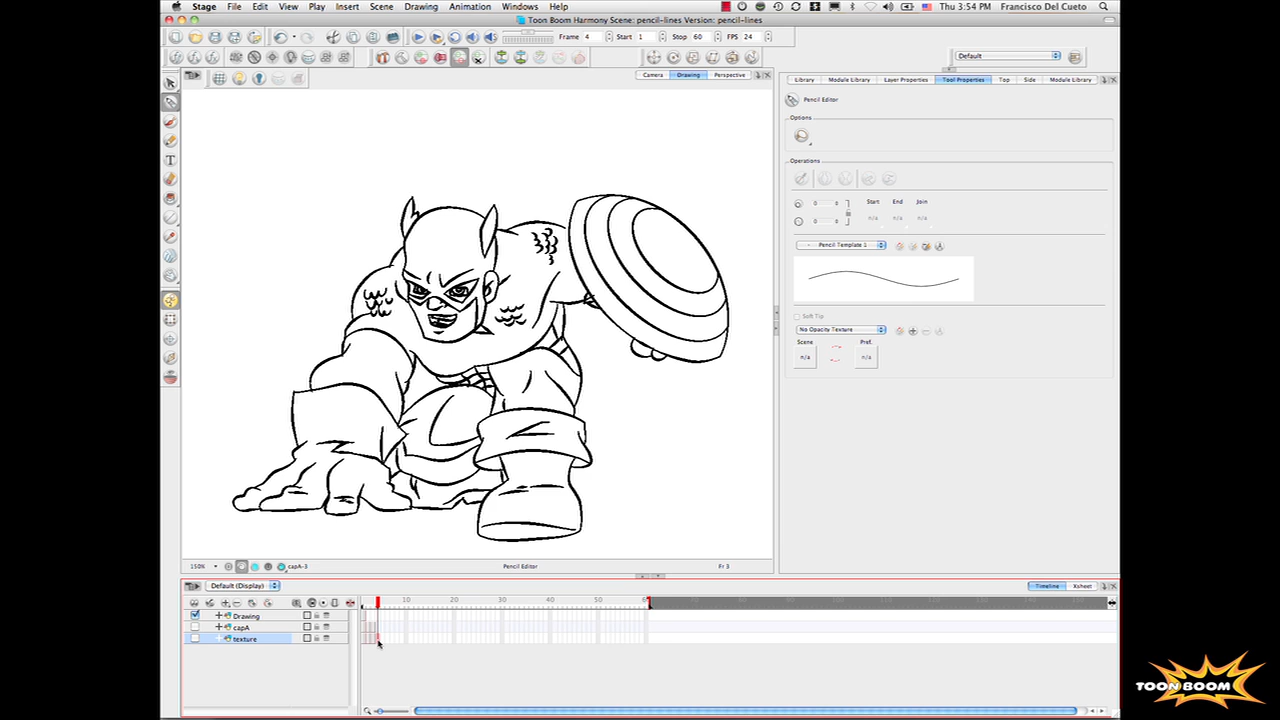 Stage File Edit View Play Insert Scene Drawing Animation Windows Help Thu 3:54 PM Francisco Del Cueto
Toon Boom Harmony Scene: pencil-lines Version: pencil-lines
Frame 4 Start 1 Stop 60 FPS 24
Default
Camera Drawing Perspective
Library Module Library Layer Properties Tool Properties Top Side Module Library
Pencil Editor
Options
Operations
Start End Join
0 n/a n/a n/a
0
Pencil Template 1
Soft Tip
No Opacity Texture
Scene Pref.
n/a n/a
150% capA-3 Pencil Editor Fr 3
Default (Display) Timeline Xsheet
10 20 30 40 50
Drawing
capA
texture
TOON BOOM